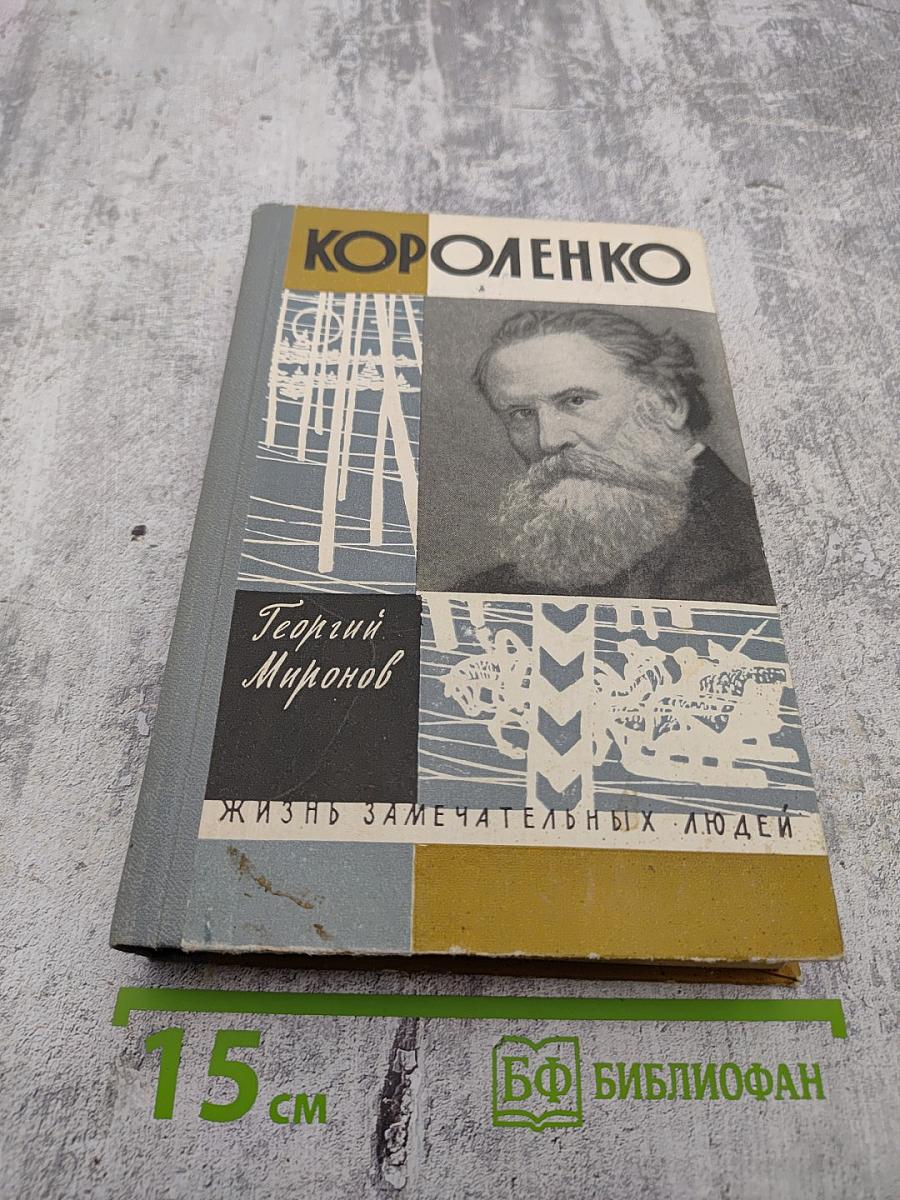 КОРОЛЕНКО
Георгий
Миронов
ЖИЗНЬ ЗАМЕЧАТЕЛЬНЫХ ЛЮДЕЙ
15 см
БФ БИБЛИОФАН